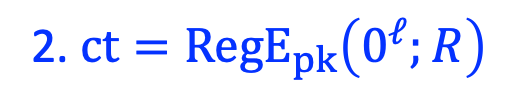 2. ct = RegE_pk(0^ℓ; R)